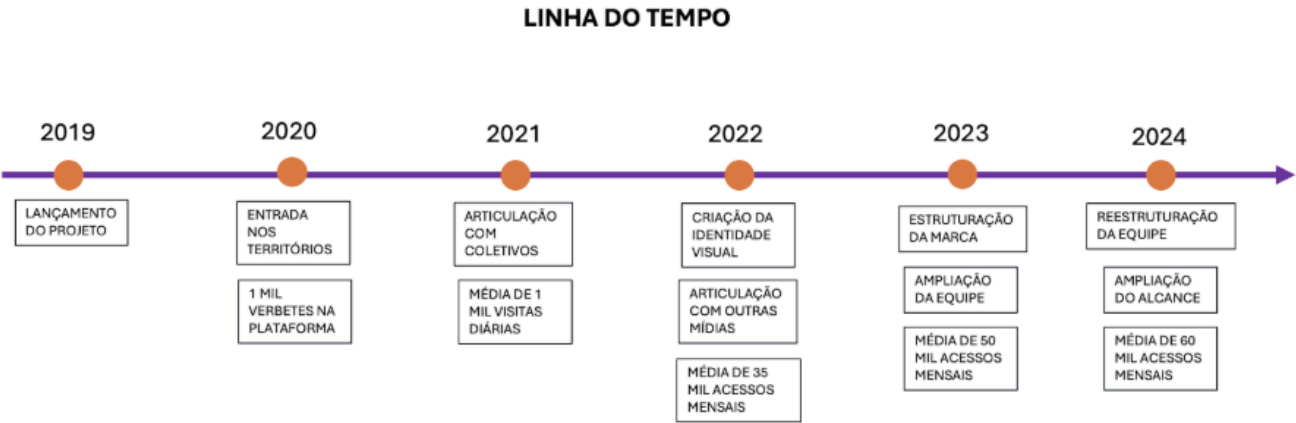 LINHA DO TEMPO
2019
2020
2021
2022
2023
2024
LANÇAMENTO
DO PROJETO
ENTRADA
NOS
TERRITÓRIOS
1 MIL
VERBETES NA
PLATAFORMA
ARTICULAÇÃO
COM
COLETIVOS
MÉDIA DE 1
MIL VISITAS
DIÁRIAS
CRIAÇÃO DA
IDENTIDADE
VISUAL
ARTICULAÇÃO
COM OUTRAS
MÍDIAS
MÉDIA DE 35
MIL ACESSOS
MENSAIS
ESTRUTURAÇÃO
DA MARCA
AMPLIAÇÃO
DA EQUIPE
MÉDIA DE 50
MIL ACESSOS
MENSAIS
REESTRUTURAÇÃO
DA EQUIPE
AMPLIAÇÃO
DO ALCANCE
MÉDIA DE 60
MIL ACESSOS
MENSAIS